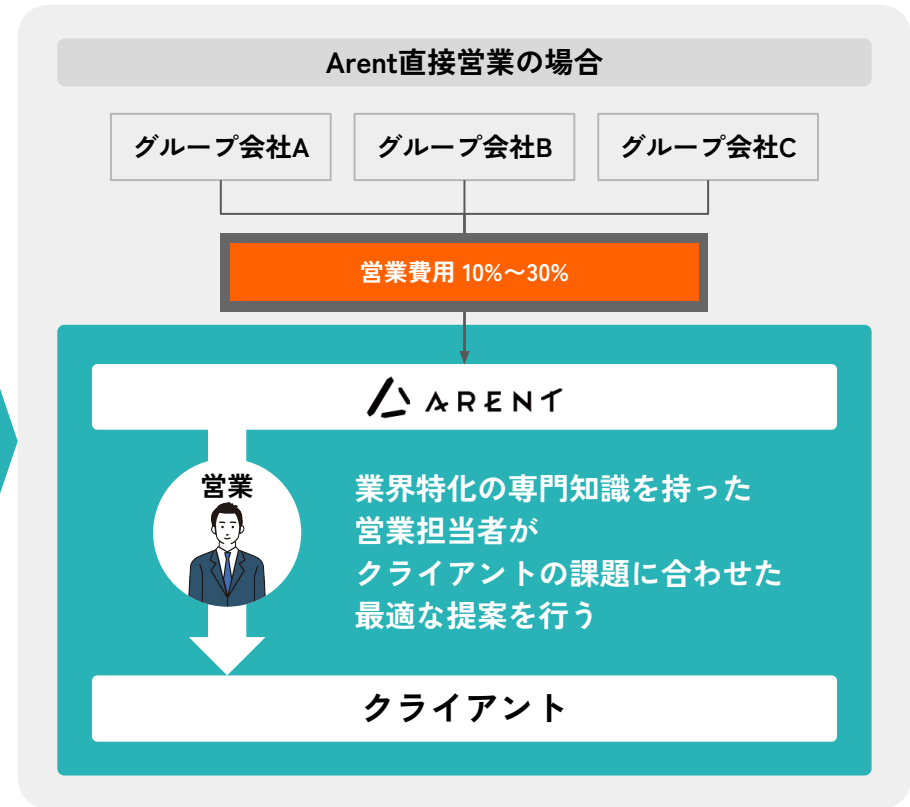 Arent直接営業の場合
グループ会社A
グループ会社B
グループ会社C
営業費用 10%〜30%
ARENT
営業
業界特化の専門知識を持った
営業担当者が
クライアントの課題に合わせた
最適な提案を行う
クライアント